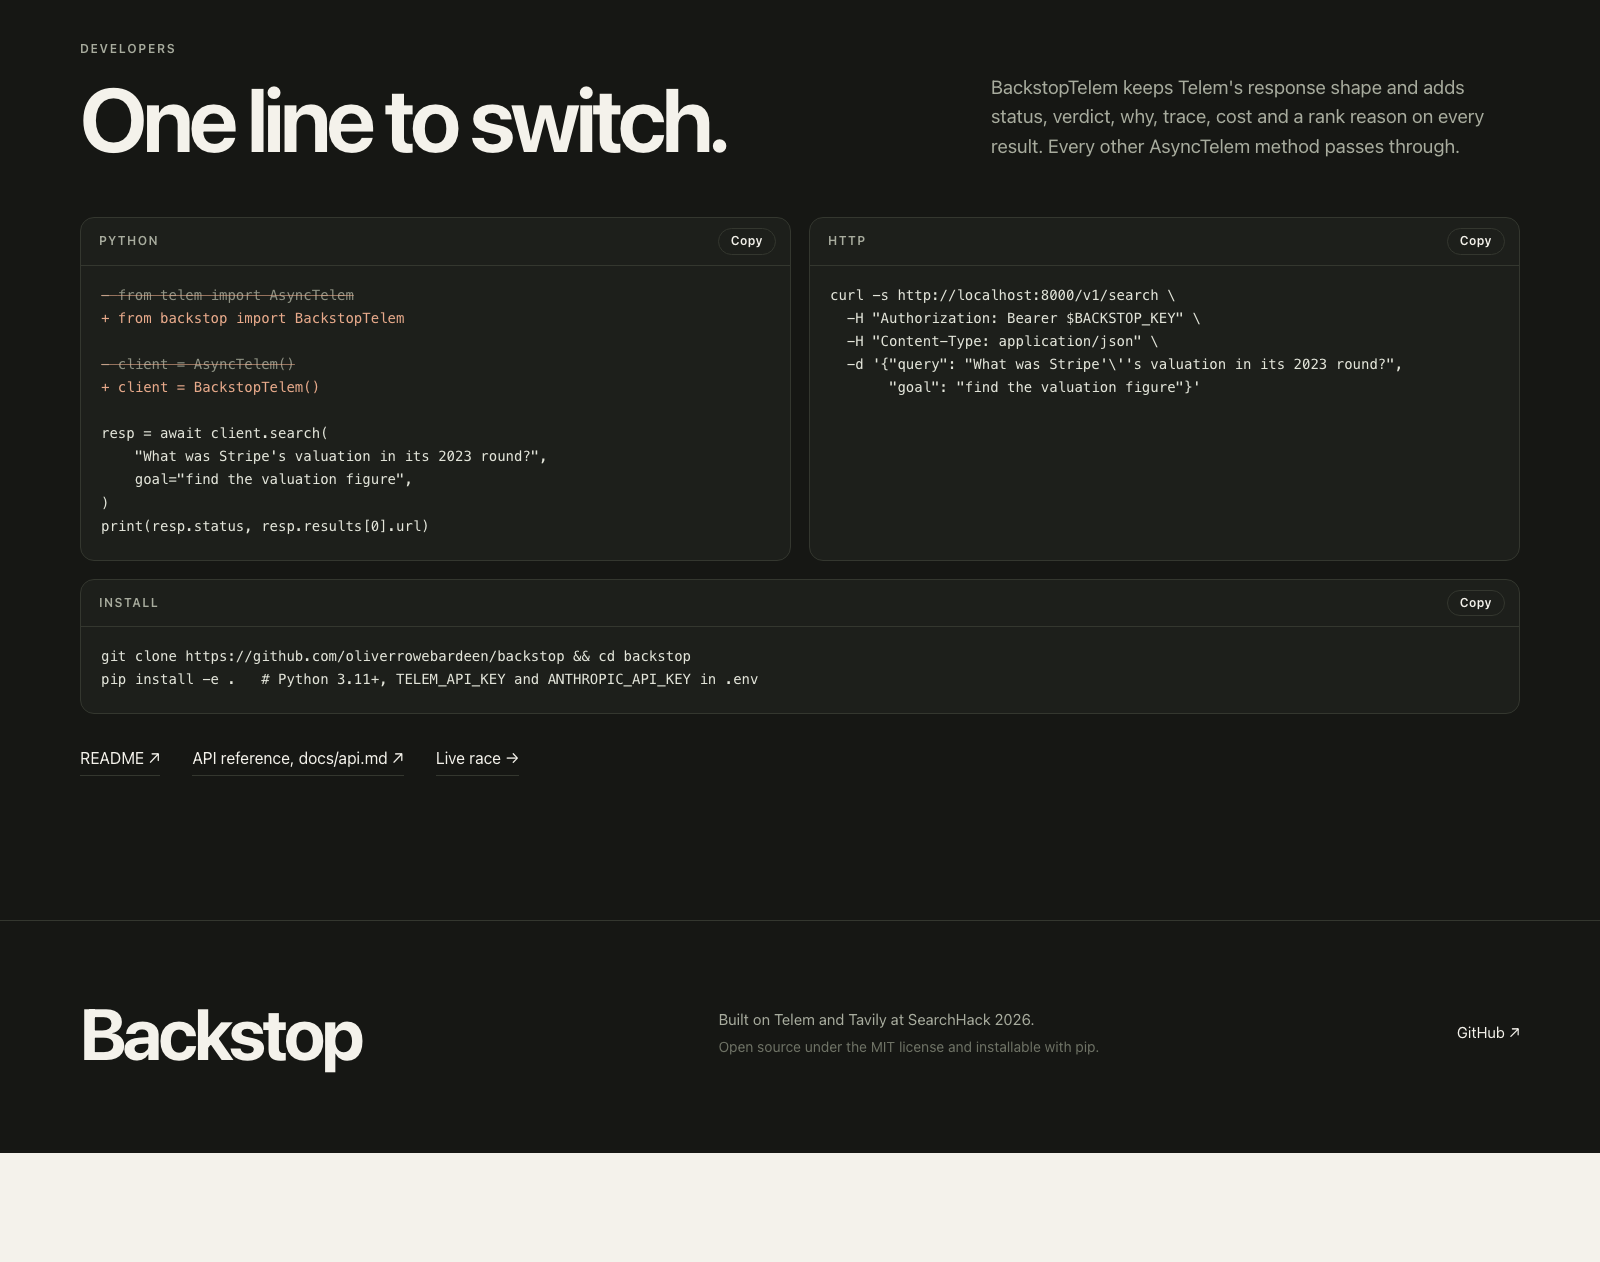 DEVELOPERS
One line to switch.
BackstopTelem keeps Telem's response shape and adds
status, verdict, why, trace, cost and a rank reason on every
result. Every other AsyncTelem method passes through.
PYTHON
Copy
− from telem import AsyncTelem
+ from backstop import BackstopTelem
− client = AsyncTelem()
+ client = BackstopTelem()
resp = await client.search(
    "What was Stripe's valuation in its 2023 round?",
    goal="find the valuation figure",
)
print(resp.status, resp.results[0].url)
HTTP
Copy
curl -s http://localhost:8000/v1/search \
  -H "Authorization: Bearer $BACKSTOP_KEY" \
  -H "Content-Type: application/json" \
  -d '{"query": "What was Stripe'\''s valuation in its 2023 round?",
       "goal": "find the valuation figure"}'
INSTALL
Copy
git clone https://github.com/oliverrowebardeen/backstop && cd backstop
pip install -e .   # Python 3.11+, TELEM_API_KEY and ANTHROPIC_API_KEY in .env
README ↗
API reference, docs/api.md ↗
Live race →
Backstop
Built on Telem and Tavily at SearchHack 2026.
Open source under the MIT license and installable with pip.
GitHub ↗